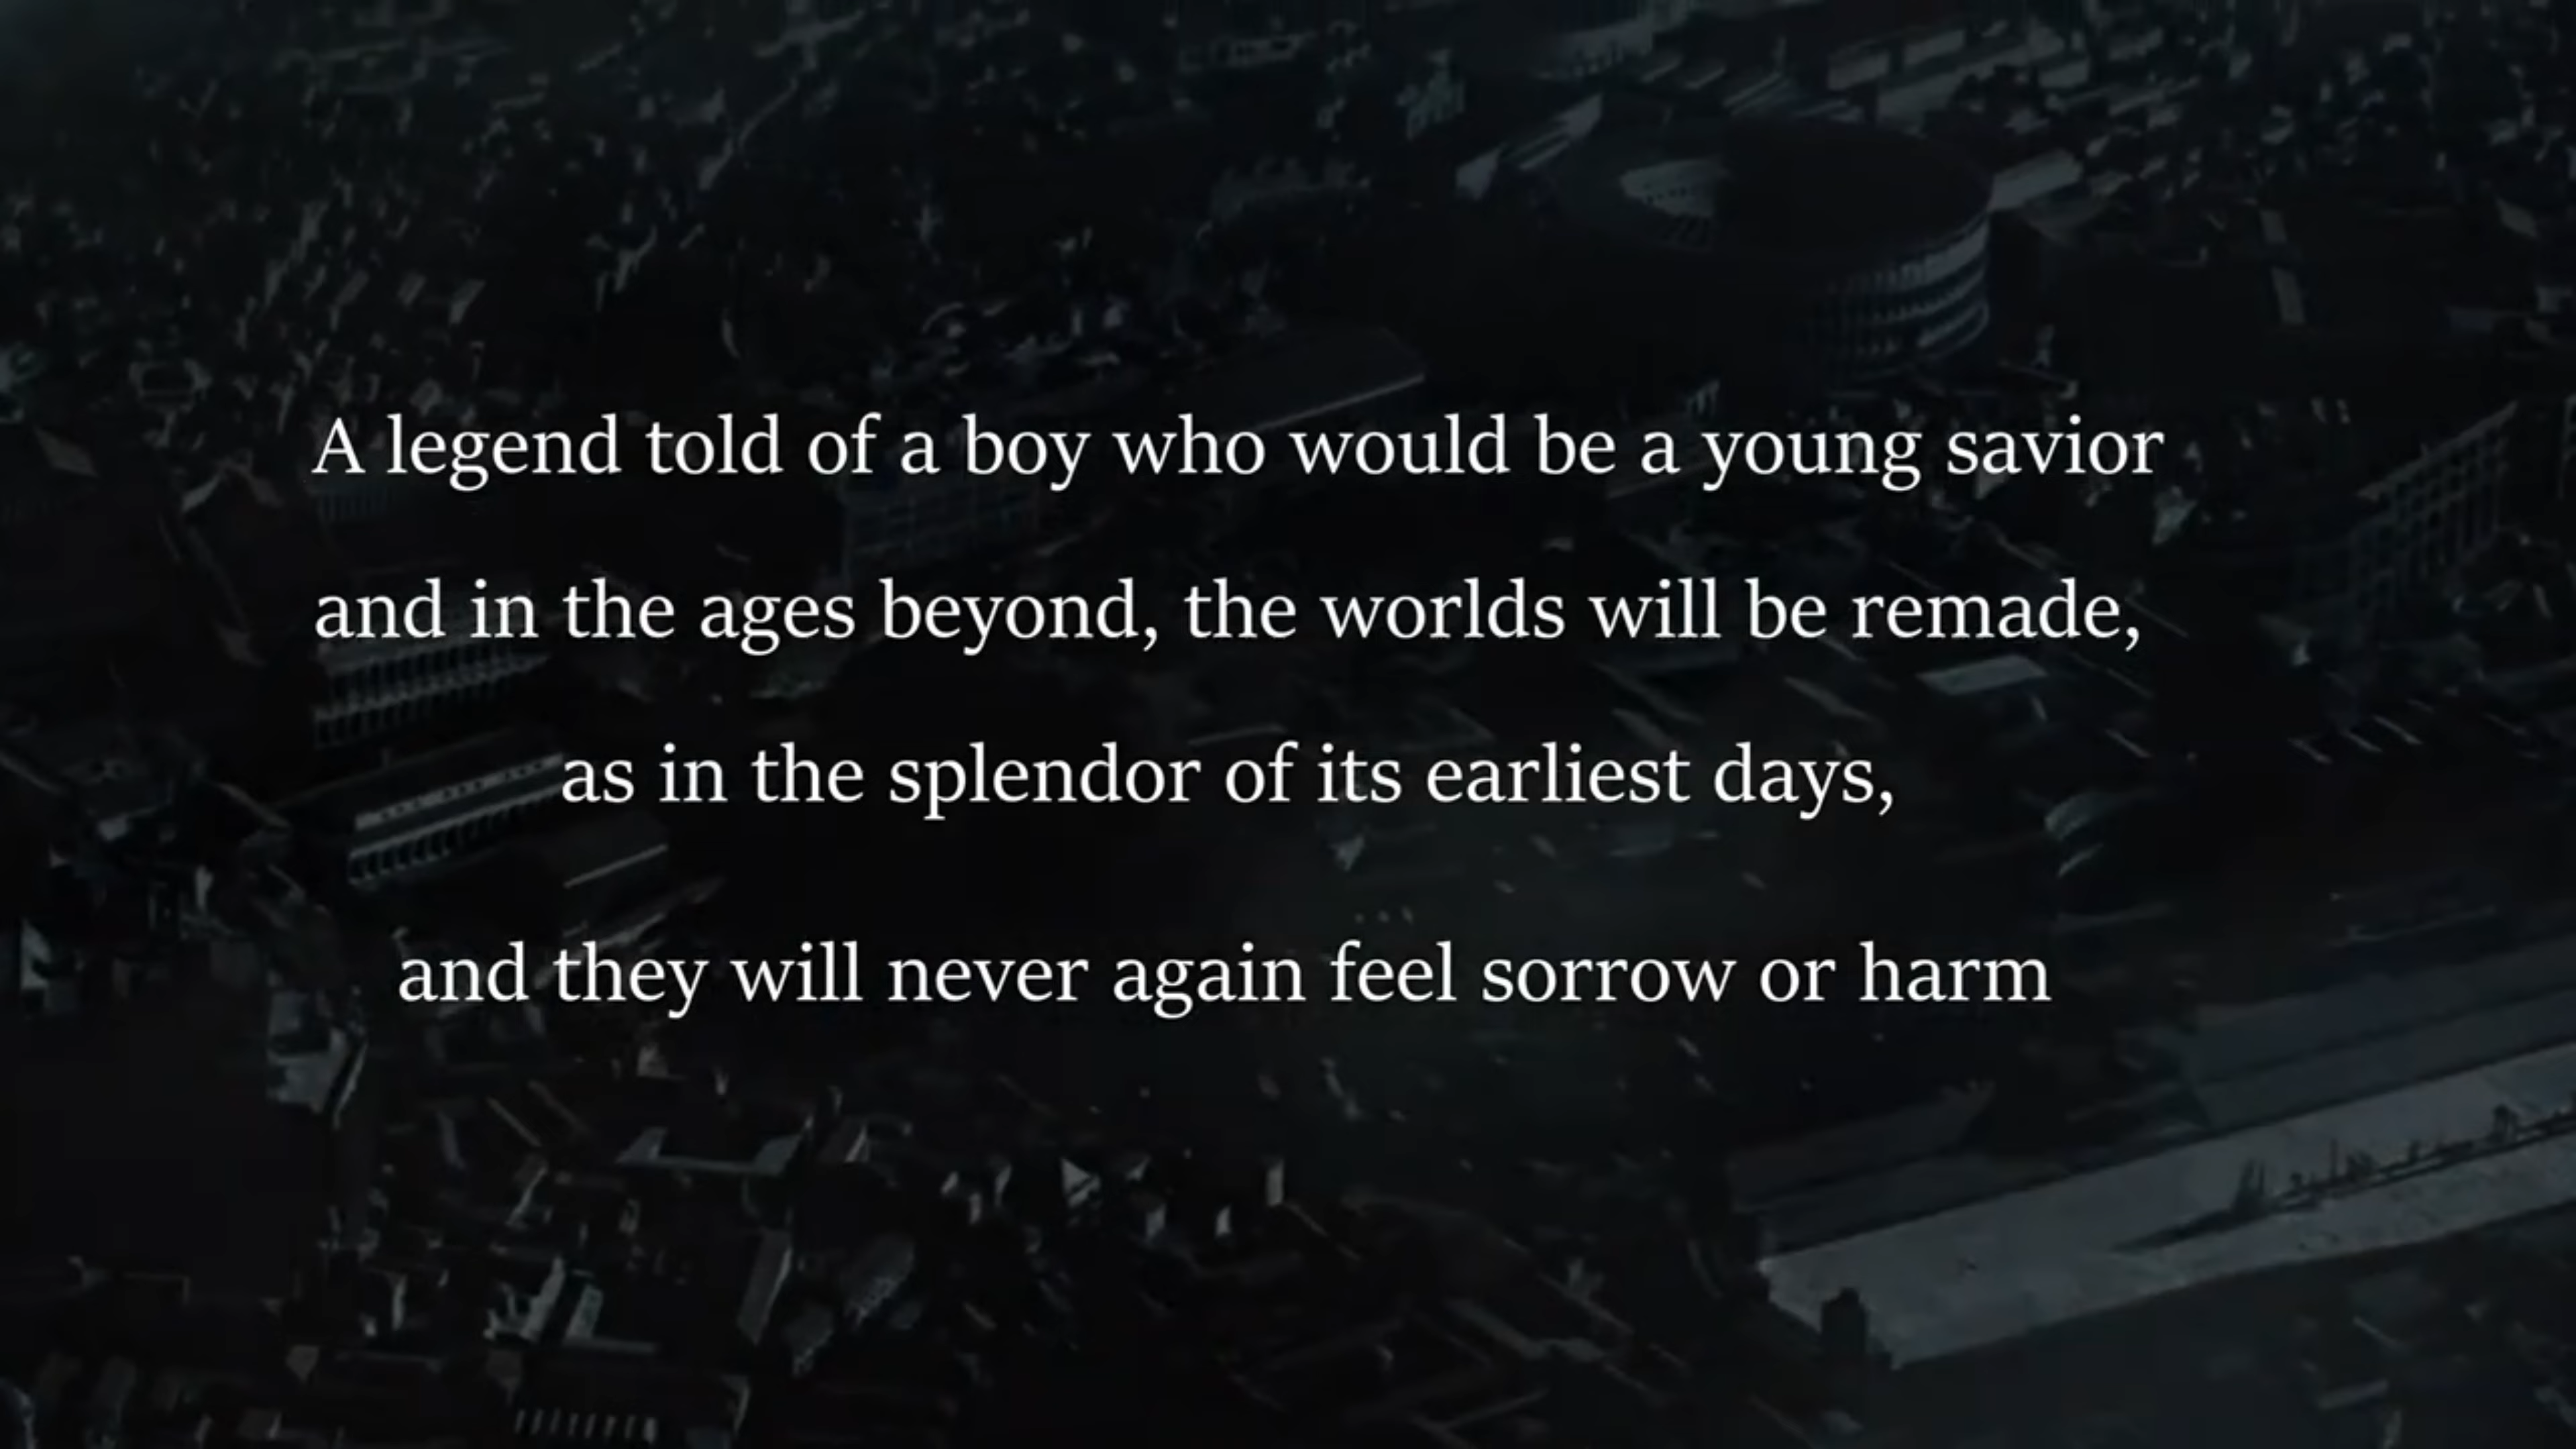 A legend told of a boy who would be a young savior
and in the ages beyond, the worlds will be remade,
as in the splendor of its earliest days,
and they will never again feel sorrow or harm